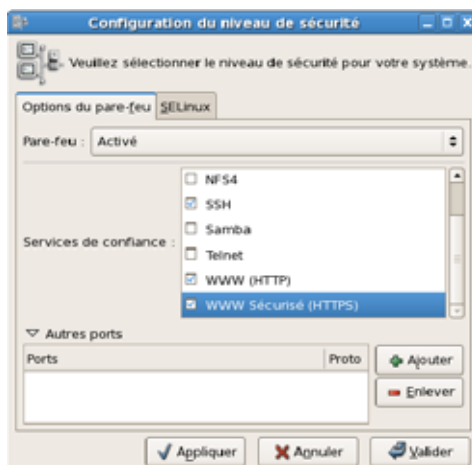 Configuration du niveau de sécurité
Veuillez sélectionner le niveau de sécurité pour votre système.
Options du pare-feu
SELinux
Pare-feu : Activé
Services de confiance :
NFS4
SSH
Samba
Telnet
WWW (HTTP)
WWW Sécurisé (HTTPS)
Autres ports
Ports
Proto
Ajouter
Enlever
Appliquer
Annuler
Valider